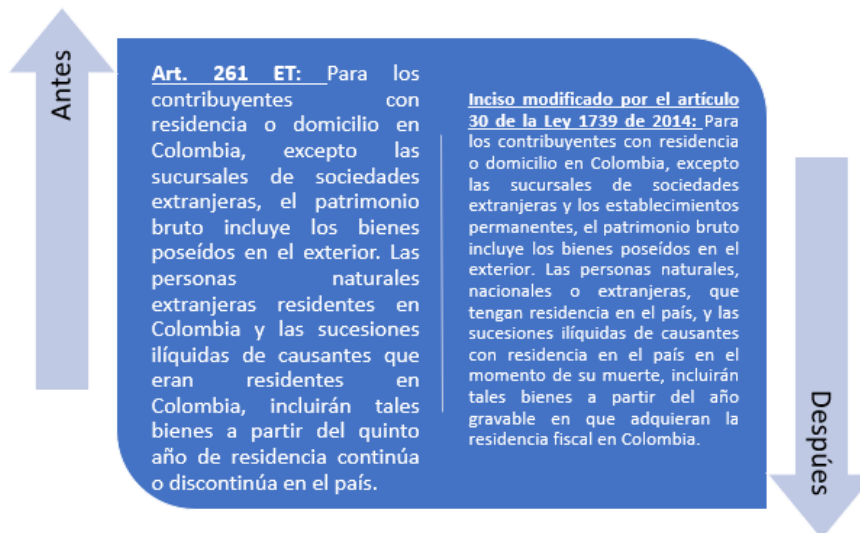 Antes
Art. 261 ET: Para los
contribuyentes con
residencia o domicilio en
Colombia, excepto las
sucursales de sociedades
extranjeras, el patrimonio
bruto incluye los bienes
poseídos en el exterior. Las
personas naturales
extranjeras residentes en
Colombia y las sucesiones
ilíquidas de causantes que
eran residentes en
Colombia, incluirán tales
bienes a partir del quinto
año de residencia continúa
o discontinúa en el país.
Inciso modificado por el artículo
30 de la Ley 1739 de 2014: Para
los contribuyentes con residencia
o domicilio en Colombia, excepto
las sucursales de sociedades
extranjeras y los establecimientos
permanentes, el patrimonio bruto
incluye los bienes poseídos en el
exterior. Las personas naturales,
nacionales o extranjeras, que
tengan residencia en el país, y las
sucesiones ilíquidas de causantes
con residencia en el país en el
momento de su muerte, incluirán
tales bienes a partir del año
gravable en que adquieran la
residencia fiscal en Colombia.
Despúes